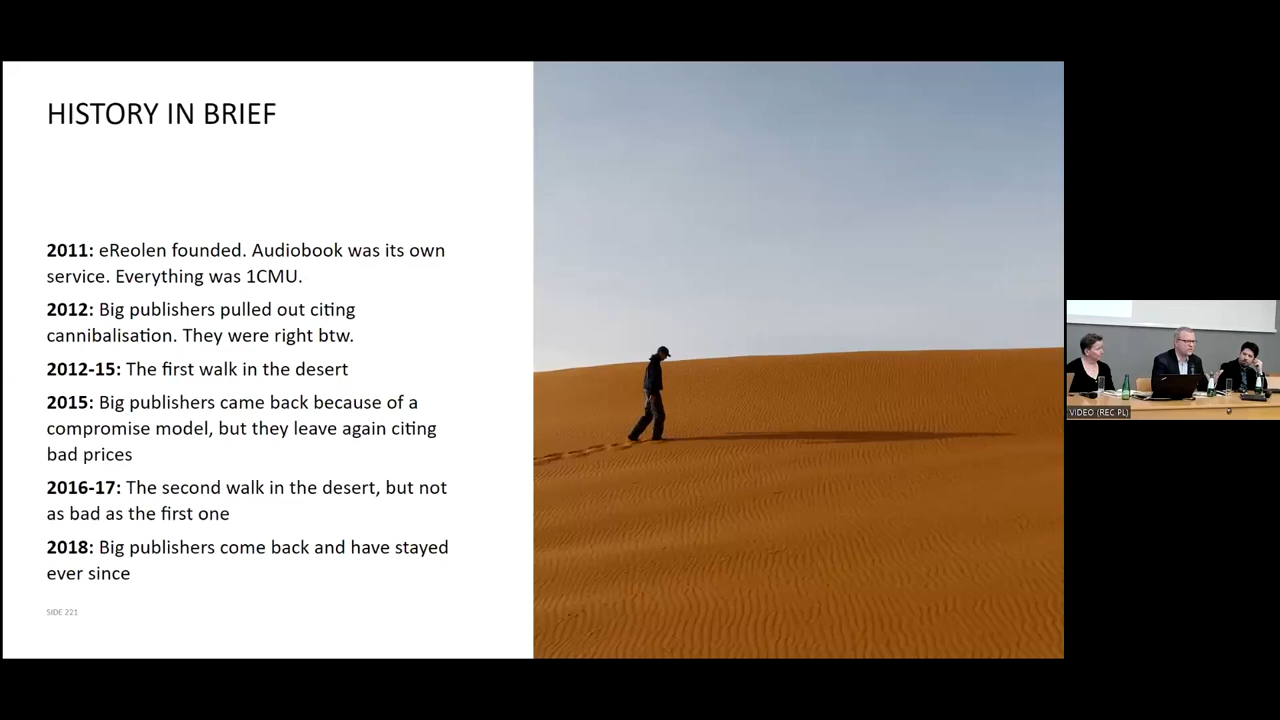 HISTORY IN BRIEF
2011: eReolen founded. Audiobook was its own
service. Everything was 1CMU.
2012: Big publishers pulled out citing
cannibalisation. They were right btw.
2012-15: The first walk in the desert
2015: Big publishers came back because of a
compromise model, but they leave again citing
bad prices
2016-17: The second walk in the desert, but not
as bad as the first one
2018: Big publishers come back and have stayed
ever since
SIDE 221
VIDEO (REC PL)